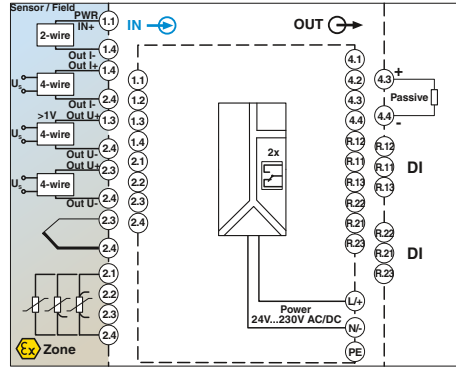 Sensor / Field
PWR
IN+
1.1
2-wire
1.4
Out I-
Out I+
1.4
Us
4-wire
Out I-
2.4
>1V
Out U+
1.3
Us
4-wire
Out U-
2.4
Out U+
2.3
Us
4-wire
Out U-
2.4
2.3
2.4
2.1
2.2
2.3
2.4
Ex Zone
IN
OUT
1.1
1.2
1.3
1.4
2.1
2.2
2.3
2.4
2x
4.1
4.2
4.3
4.4
R.12
R.11
R.13
R.22
R.21
R.23
Power
24V...230V AC/DC
L/+
N/-
PE
4.3
+
Passive
4.4
-
R.12
R.11
R.13
DI
R.22
R.21
R.23
DI